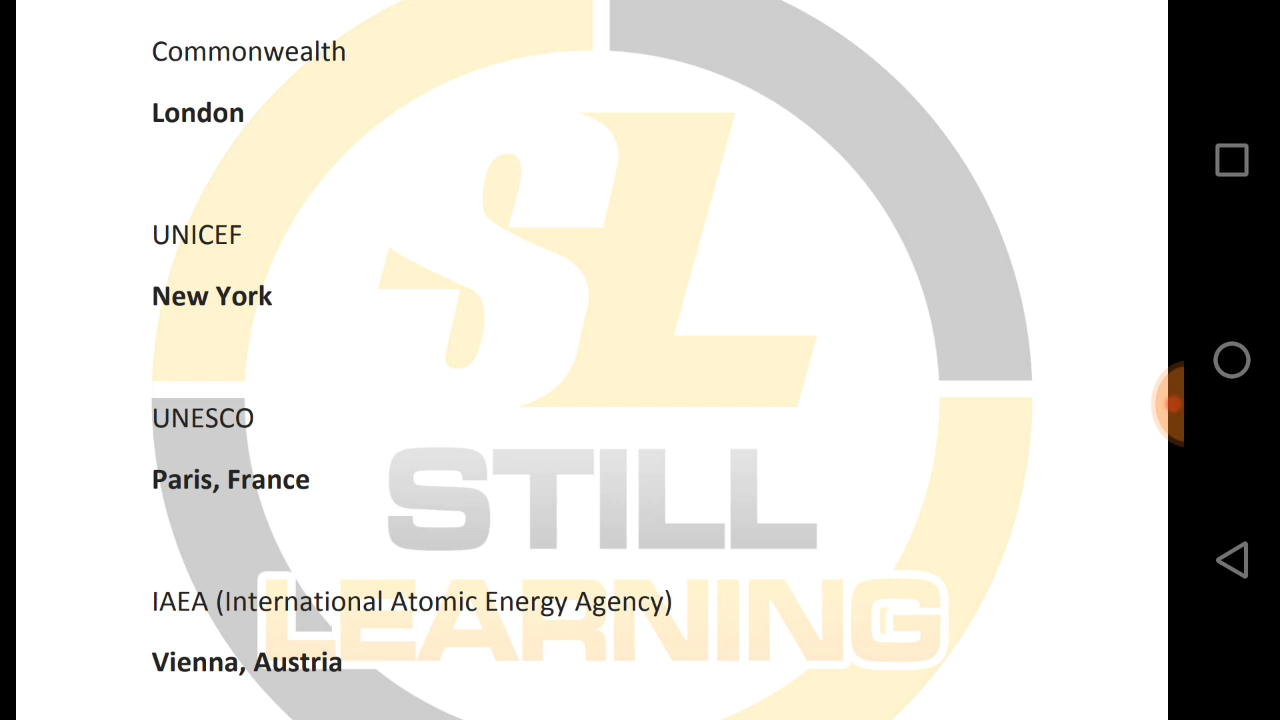 Commonwealth
London
UNICEF
New York
UNESCO
Paris, France
IAEA (International Atomic Energy Agency)
Vienna, Austria
SL
STILL
LEARNING